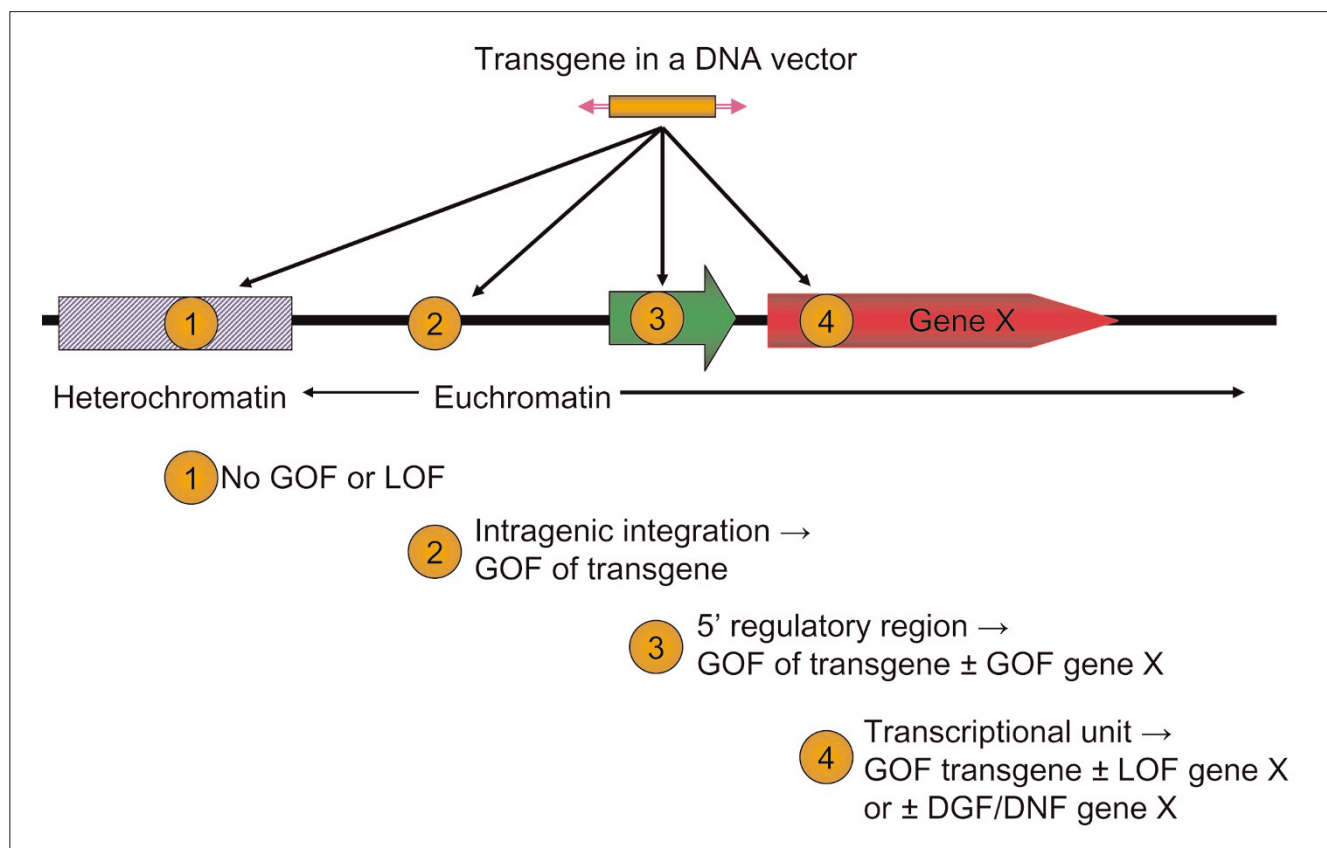 Transgene in a DNA vector
1
2
3
4
Gene X
Heterochromatin
Euchromatin
1 No GOF or LOF
2 Intragenic integration →
GOF of transgene
3 5’ regulatory region →
GOF of transgene ± GOF gene X
4 Transcriptional unit →
GOF transgene ± LOF gene X
or ± DGF/DNF gene X